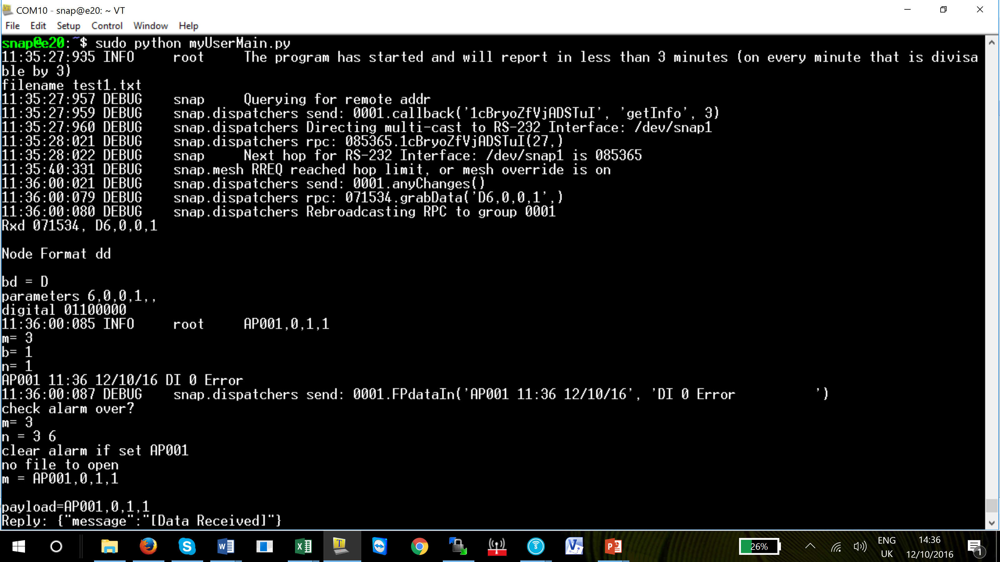 COM10 - snap@e20: ~ VT
File Edit Setup Control Window Help
snap@e20:~$ sudo python myUserMain.py
11:35:27:935 INFO root The program has started and will report in less than 3 minutes (on every minute that is divisa
ble by 3)
filename test1.txt
11:35:27:957 DEBUG snap Querying for remote addr
11:35:27:959 DEBUG snap.dispatchers send: 0001.callback('1cBryoZfVjADSTuI', 'getInfo', 3)
11:35:27:960 DEBUG snap.dispatchers Directing multi-cast to RS-232 Interface: /dev/snap1
11:35:28:021 DEBUG snap.dispatchers rpc: 085365.1cBryoZfVjADSTuI(27,)
11:35:28:022 DEBUG snap Next hop for RS-232 Interface: /dev/snap1 is 085365
11:35:40:331 DEBUG snap.mesh RREQ reached hop limit, or mesh override is on
11:36:00:021 DEBUG snap.dispatchers send: 0001.anyChanges()
11:36:00:079 DEBUG snap.dispatchers rpc: 071534.grabData('D6,0,0,1',)
11:36:00:080 DEBUG snap.dispatchers Rebroadcasting RPC to group 0001
Rxd 071534, D6,0,0,1
Node Format dd
bd = D
parameters 6,0,0,1,,
digital 01100000
11:36:00:085 INFO root AP001,0,1,1
m= 3
b= 1
n= 1
AP001 11:36 12/10/16 DI 0 Error
11:36:00:087 DEBUG snap.dispatchers send: 0001.FPdataIn('AP001 11:36 12/10/16', 'DI 0 Error          ')
check alarm over?
m= 3
n = 3 6
clear alarm if set AP001
no file to open
m = AP001,0,1,1
payload=AP001,0,1,1
Reply: {"message":"[Data Received]"}
26%
ENG
UK
14:36
12/10/2016
1